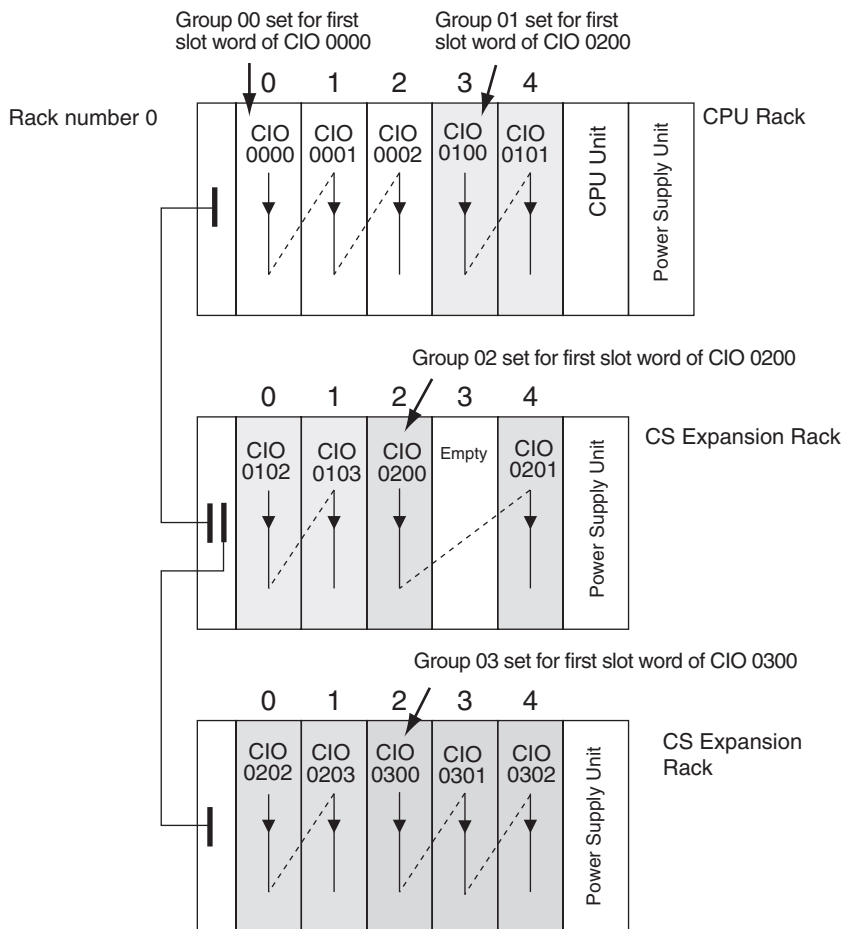 Group 00 set for first
slot word of CIO 0000
Group 01 set for first
slot word of CIO 0200
0 1 2 3 4
Rack number 0
CPU Rack
CIO
0000
CIO
0001
CIO
0002
CIO
0100
CIO
0101
CPU Unit
Power Supply Unit
Group 02 set for first slot word of CIO 0200
0 1 2 3 4
CS Expansion Rack
CIO
0102
CIO
0103
CIO
0200
Empty
CIO
0201
Power Supply Unit
Group 03 set for first slot word of CIO 0300
0 1 2 3 4
CS Expansion
Rack
CIO
0202
CIO
0203
CIO
0300
CIO
0301
CIO
0302
Power Supply Unit